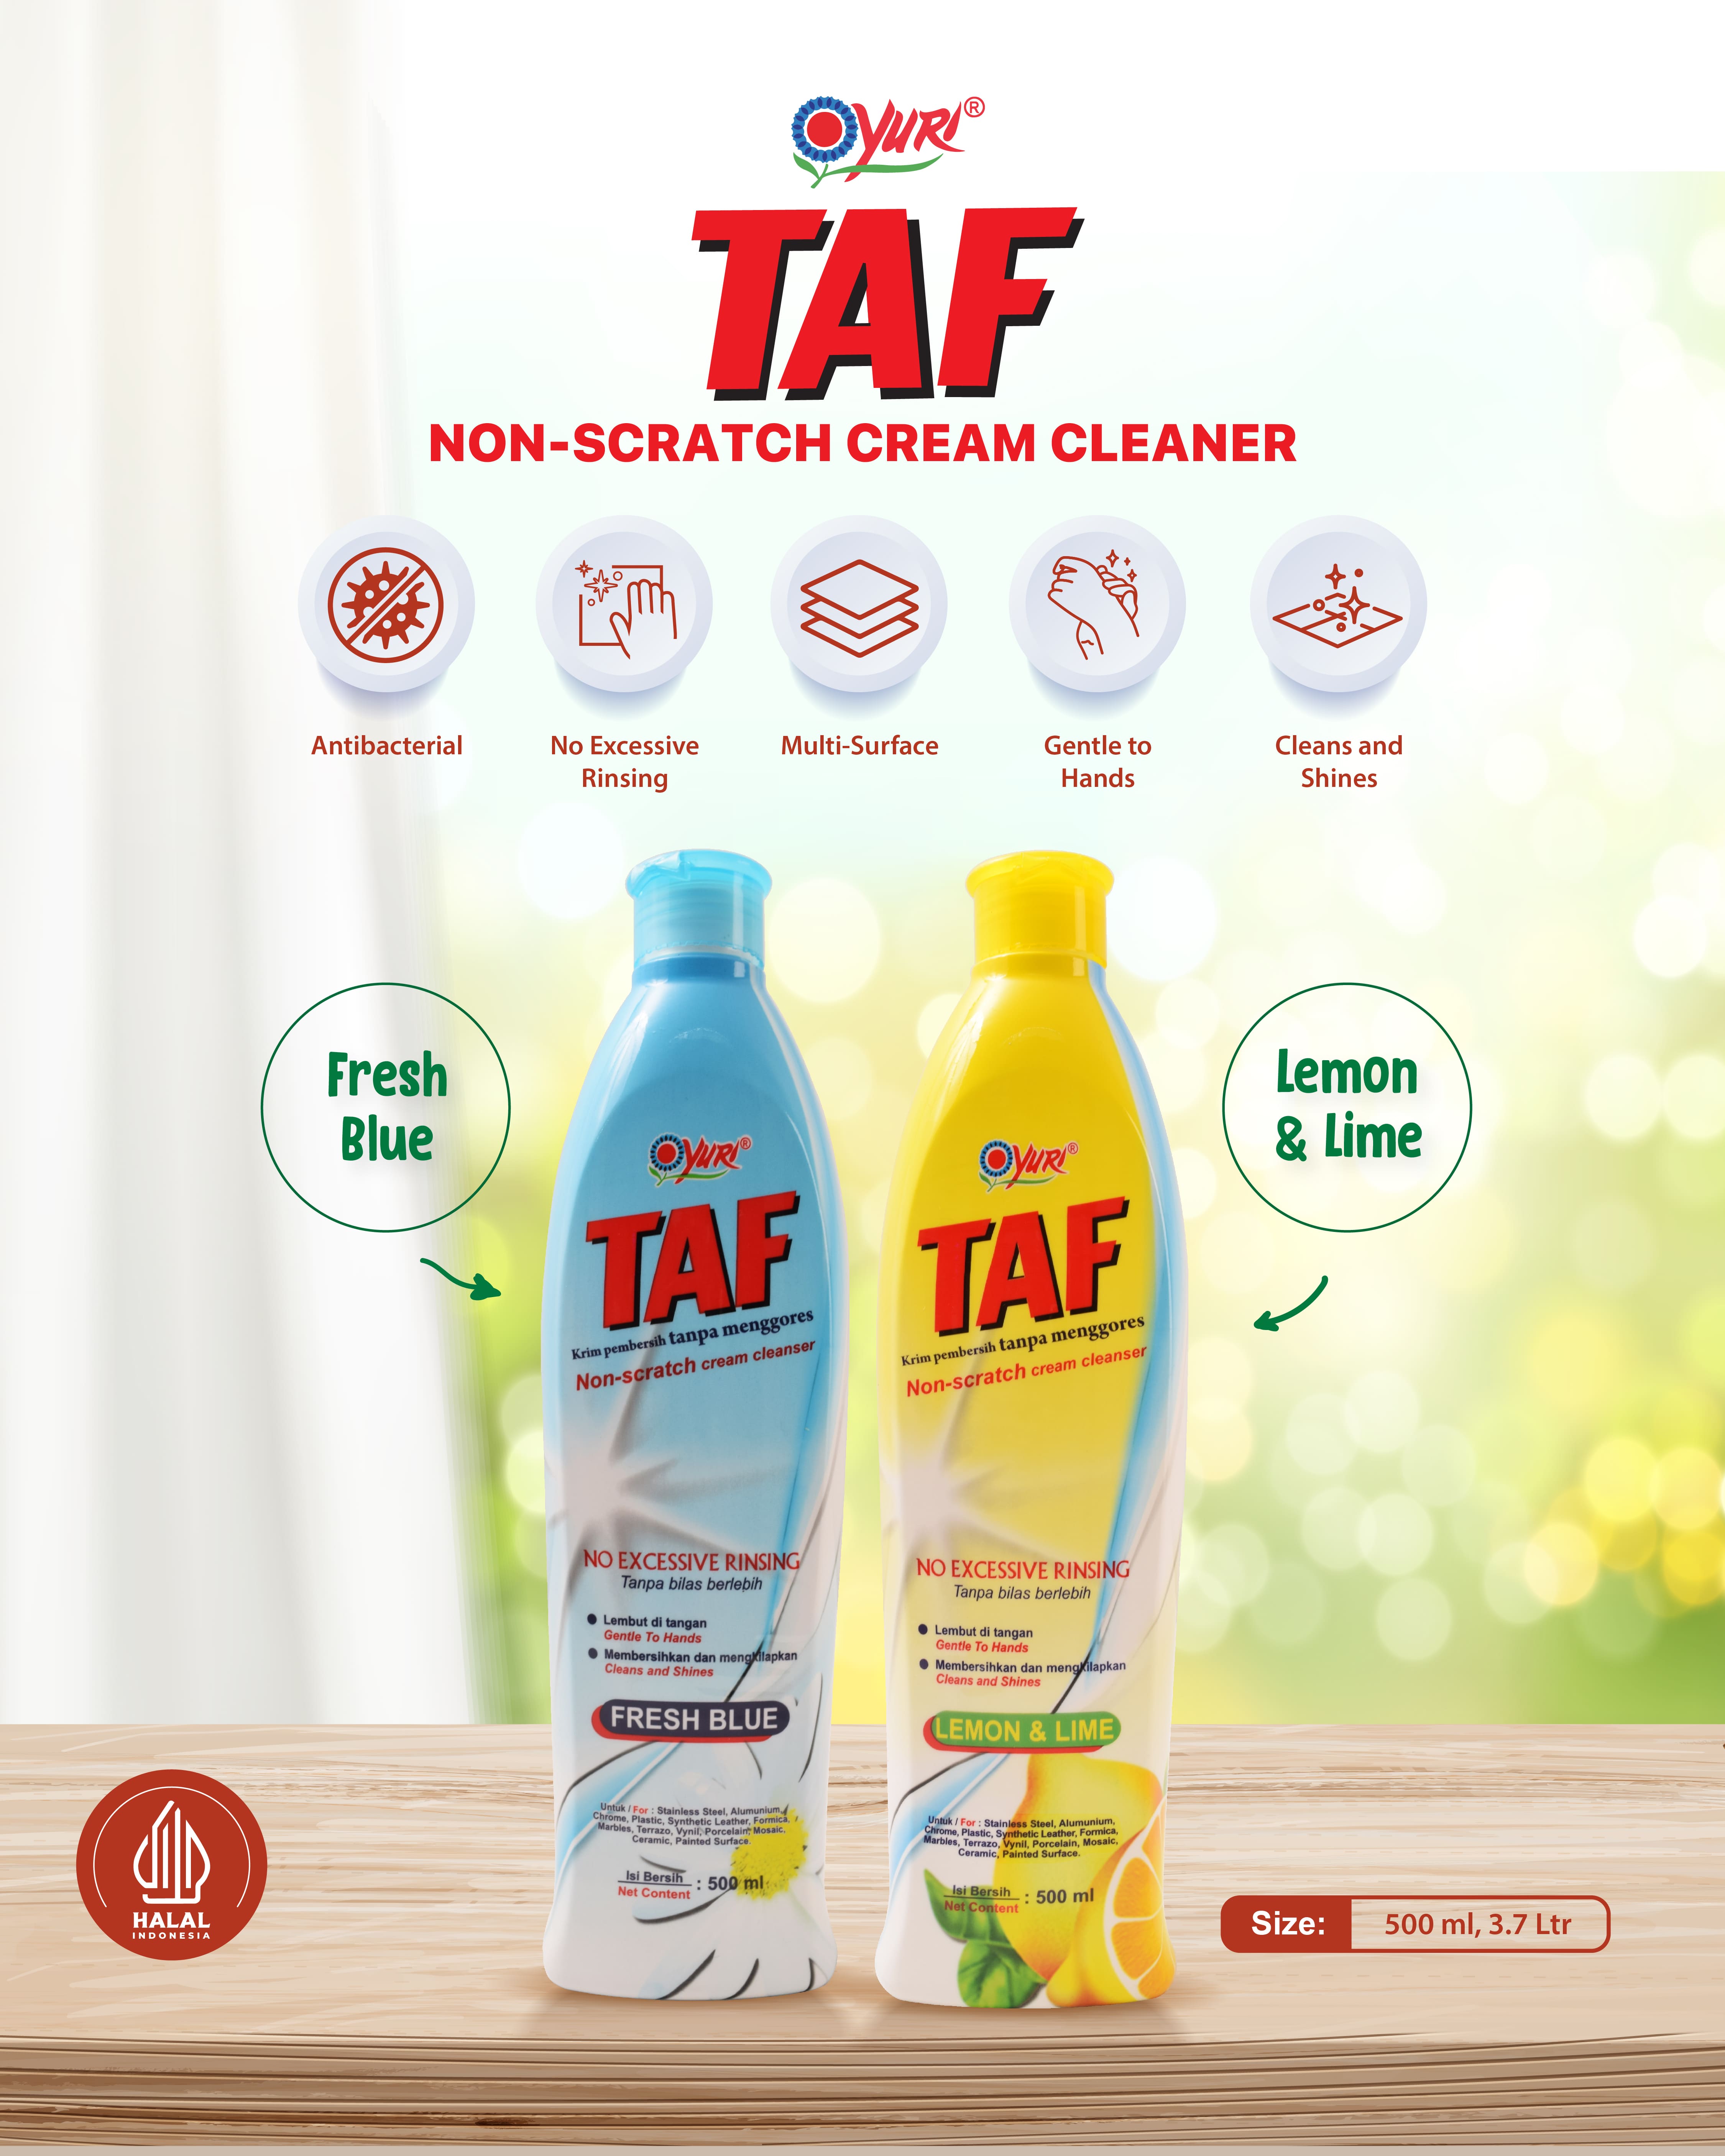 YURI®
TAF
NON-SCRATCH CREAM CLEANER
Antibacterial
No Excessive
Rinsing
Multi-Surface
Gentle to
Hands
Cleans and
Shines
Fresh
Blue
Lemon
& Lime
YURI®
TAF
Krim pembersih tanpa menggores
Non-scratch cream cleanser
NO EXCESSIVE RINSING
Tanpa bilas berlebih
Lembut di tangan
Gentle To Hands
Membersihkan dan mengkilapkan
Cleans and Shines
FRESH BLUE
Untuk / For : Stainless Steel, Alumunium,
Chrome, Plastic, Synthetic Leather, Formica,
Marbles, Terrazo, Vynil, Porcelain, Mosaic,
Ceramic, Painted Surface.
Isi Bersih
Net Content : 500 ml
YURI®
TAF
Krim pembersih tanpa menggores
Non-scratch cream cleanser
NO EXCESSIVE RINSING
Tanpa bilas berlebih
Lembut di tangan
Gentle To Hands
Membersihkan dan mengkilapkan
Cleans and Shines
LEMON & LIME
Untuk / For : Stainless Steel, Alumunium,
Chrome, Plastic, Synthetic Leather, Formica,
Marbles, Terrazo, Vynil, Porcelain, Mosaic,
Ceramic, Painted Surface.
Isi Bersih
Net Content : 500 ml
HALAL
INDONESIA
Size: 500 ml, 3.7 Ltr